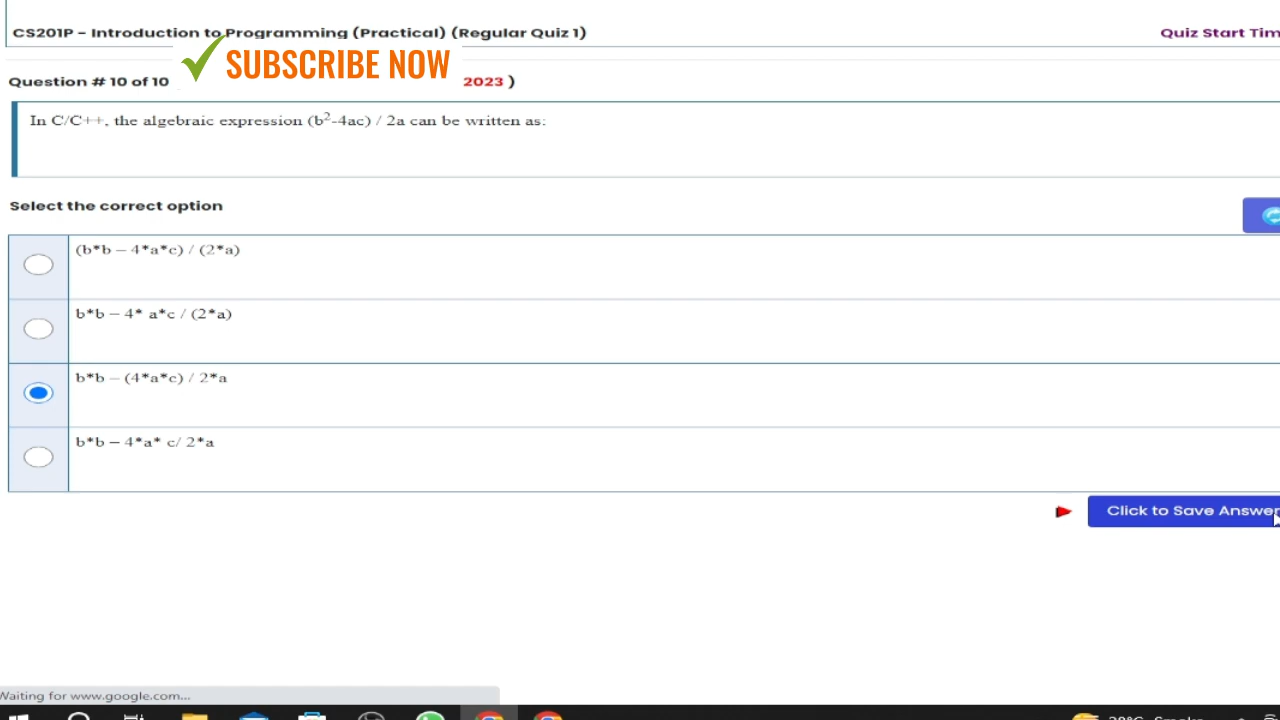 CS201P - Introduction to Programming (Practical) (Regular Quiz 1)
Quiz Start Tim
SUBSCRIBE NOW
Question # 10 of 10
2023 )
In C/C++, the algebraic expression (b²-4ac) / 2a can be written as:
Select the correct option
(b*b – 4*a*c) / (2*a)
b*b – 4* a*c / (2*a)
b*b – (4*a*c) / 2*a
b*b – 4*a* c/ 2*a
Click to Save Answer
Waiting for www.google.com...